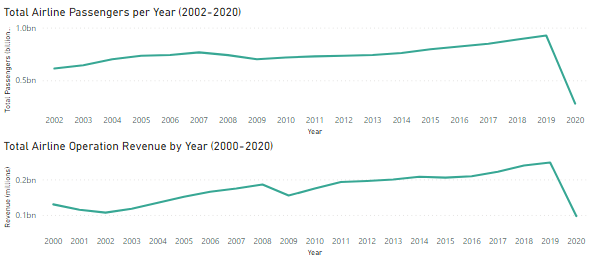 Total Airline Passengers per Year (2002-2020)
Total Passengers (billion...
1.0bn
0.5bn
2002 2003 2004 2005 2006 2007 2008 2009 2010 2011 2012 2013 2014 2015 2016 2017 2018 2019 2020
Year
Total Airline Operation Revenue by Year (2000-2020)
Revenue (millions)
0.2bn
0.1bn
2000 2001 2002 2003 2004 2005 2006 2007 2008 2009 2010 2011 2012 2013 2014 2015 2016 2017 2018 2019 2020
Year